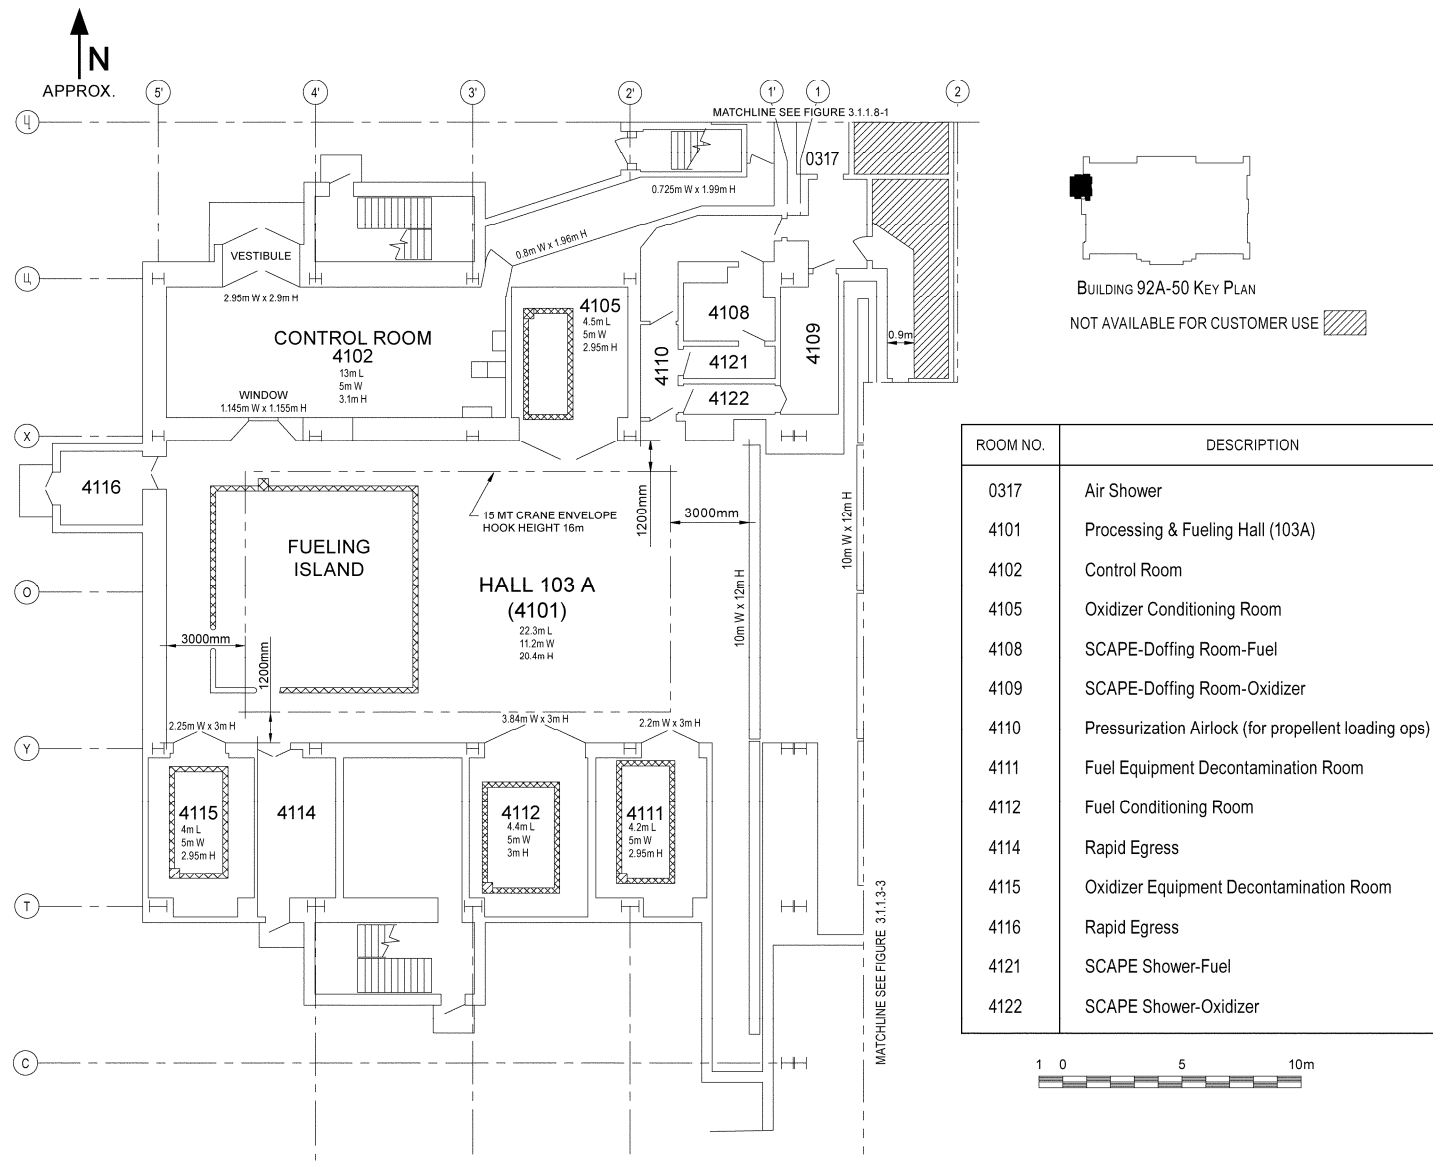 N
APPROX.
5'
4'
3'
2'
1'
1
2
MATCHLINE SEE FIGURE 3.1.1.8-1
Ц
0317
0.725m W x 1.99m H
0.8m W x 1.96m H
VESTIBULE
2.95m W x 2.9m H
Ц
BUILDING 92A-50 KEY PLAN
NOT AVAILABLE FOR CUSTOMER USE
CONTROL ROOM
4102
13m L
5m W
3.1m H
WINDOW
1.145m W x 1.155m H
4105
4.5m L
5m W
2.95m H
4108
4109
4110
4121
4122
0.9m
X
4116
15 MT CRANE ENVELOPE
HOOK HEIGHT 16m
1200mm
3000mm
10m W x 12m H
10m W x 12m H
FUELING
ISLAND
HALL 103 A
(4101)
22.3m L
11.2m W
20.4m H
O
3000mm
1200mm
2.25m W x 3m H
3.84m W x 3m H
2.2m W x 3m H
Y
4115
4m L
5m W
2.95m H
4114
4112
4.4m L
5m W
3m H
4111
4.2m L
5m W
2.95m H
T
C
MATCHLINE SEE FIGURE 3.1.1.3-3
ROOM NO. DESCRIPTION
0317 Air Shower
4101 Processing & Fueling Hall (103A)
4102 Control Room
4105 Oxidizer Conditioning Room
4108 SCAPE-Doffing Room-Fuel
4109 SCAPE-Doffing Room-Oxidizer
4110 Pressurization Airlock (for propellent loading ops)
4111 Fuel Equipment Decontamination Room
4112 Fuel Conditioning Room
4114 Rapid Egress
4115 Oxidizer Equipment Decontamination Room
4116 Rapid Egress
4121 SCAPE Shower-Fuel
4122 SCAPE Shower-Oxidizer
1 0 5 10m